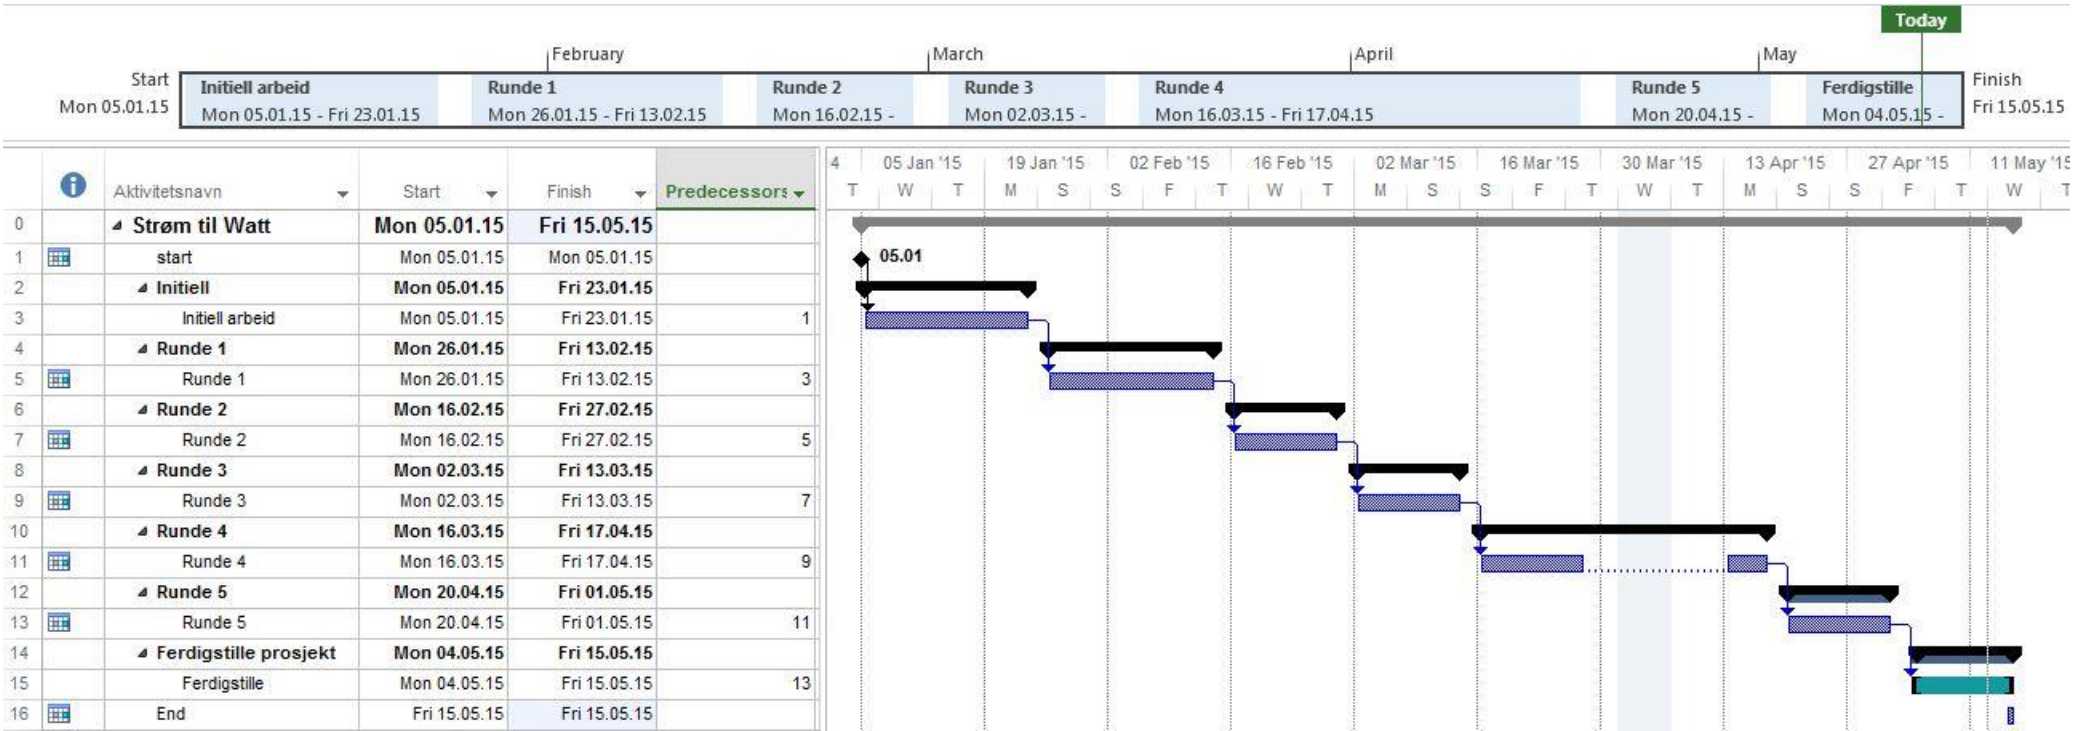 Today
February March April May
Start
Mon 05.01.15
Initiell arbeid Runde 1 Runde 2 Runde 3 Runde 4 Runde 5 Ferdigstille
Mon 05.01.15 - Fri 23.01.15 Mon 26.01.15 - Fri 13.02.15 Mon 16.02.15 - Mon 02.03.15 - Mon 16.03.15 - Fri 17.04.15 Mon 20.04.15 - Mon 04.05.15 -
Finish
Fri 15.05.15
4 05 Jan '15 19 Jan '15 02 Feb '15 16 Feb '15 02 Mar '15 16 Mar '15 30 Mar '15 13 Apr '15 27 Apr '15 11 May '15
Aktivitetsnavn Start Finish Predecessors T W T M S S F T W T M S S F T W T M S S F T W T
0 Strøm til Watt Mon 05.01.15 Fri 15.05.15
1 start Mon 05.01.15 Mon 05.01.15 05.01
2 Initiell Mon 05.01.15 Fri 23.01.15
3 Initiell arbeid Mon 05.01.15 Fri 23.01.15 1
4 Runde 1 Mon 26.01.15 Fri 13.02.15
5 Runde 1 Mon 26.01.15 Fri 13.02.15 3
6 Runde 2 Mon 16.02.15 Fri 27.02.15
7 Runde 2 Mon 16.02.15 Fri 27.02.15 5
8 Runde 3 Mon 02.03.15 Fri 13.03.15
9 Runde 3 Mon 02.03.15 Fri 13.03.15 7
10 Runde 4 Mon 16.03.15 Fri 17.04.15
11 Runde 4 Mon 16.03.15 Fri 17.04.15 9
12 Runde 5 Mon 20.04.15 Fri 01.05.15
13 Runde 5 Mon 20.04.15 Fri 01.05.15 11
14 Ferdigstille prosjekt Mon 04.05.15 Fri 15.05.15
15 Ferdigstille Mon 04.05.15 Fri 15.05.15 13
16 End Fri 15.05.15 Fri 15.05.15